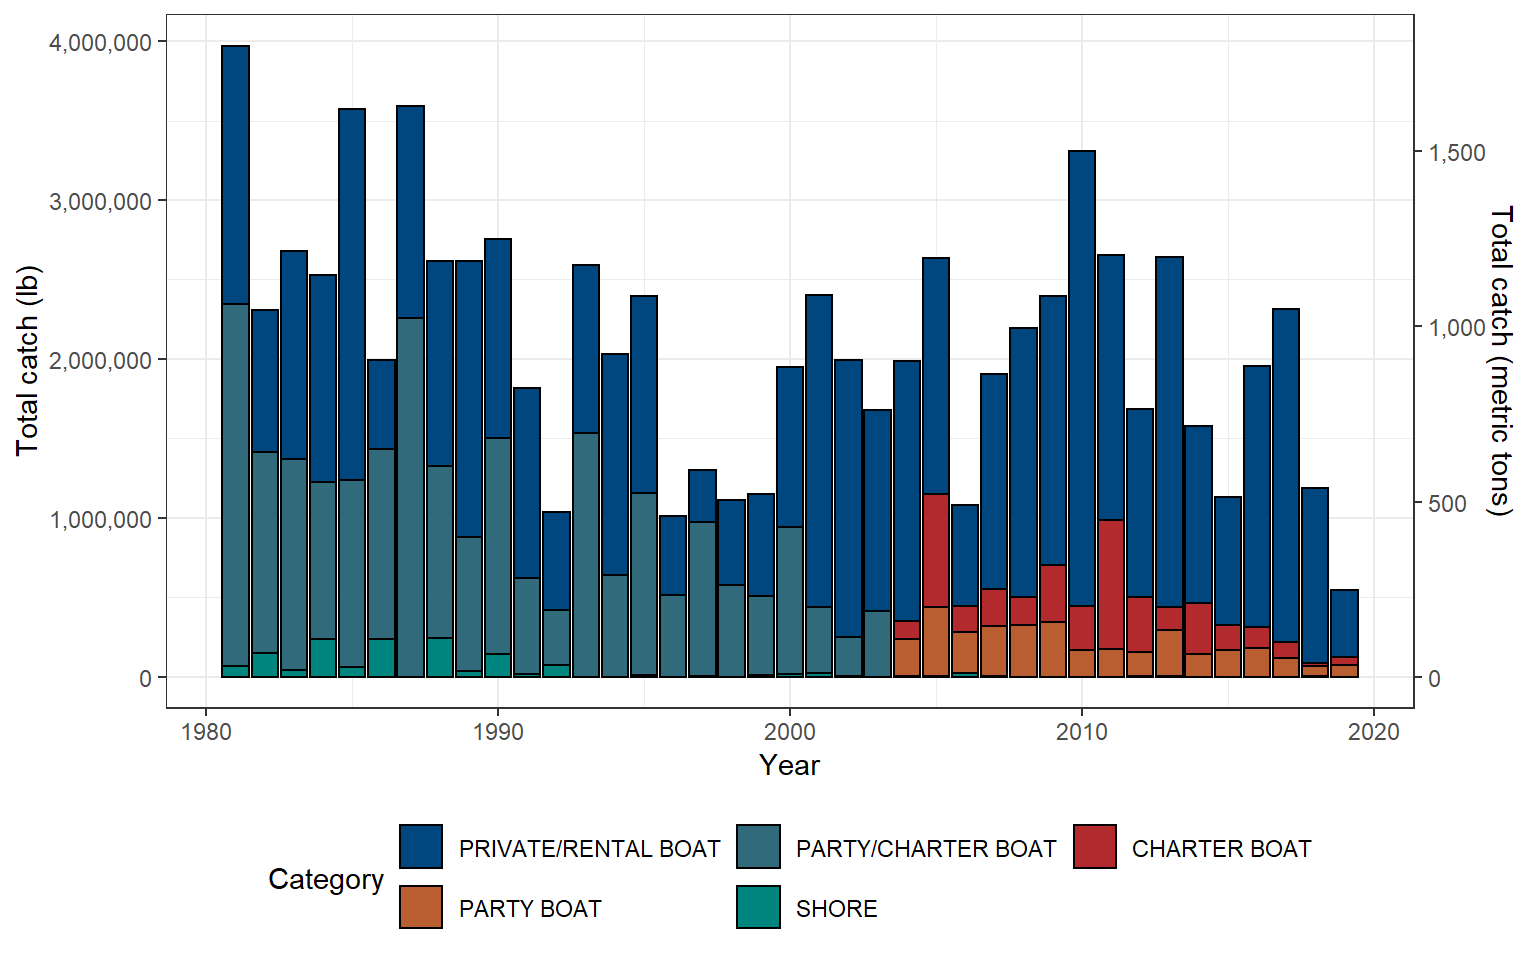 4,000,000
3,000,000
2,000,000
1,000,000
0
Total catch (lb)
1,500
1,000
500
0
Total catch (metric tons)
1980 1990 2000 2010 2020
Year
Category
PRIVATE/RENTAL BOAT PARTY/CHARTER BOAT CHARTER BOAT
PARTY BOAT SHORE